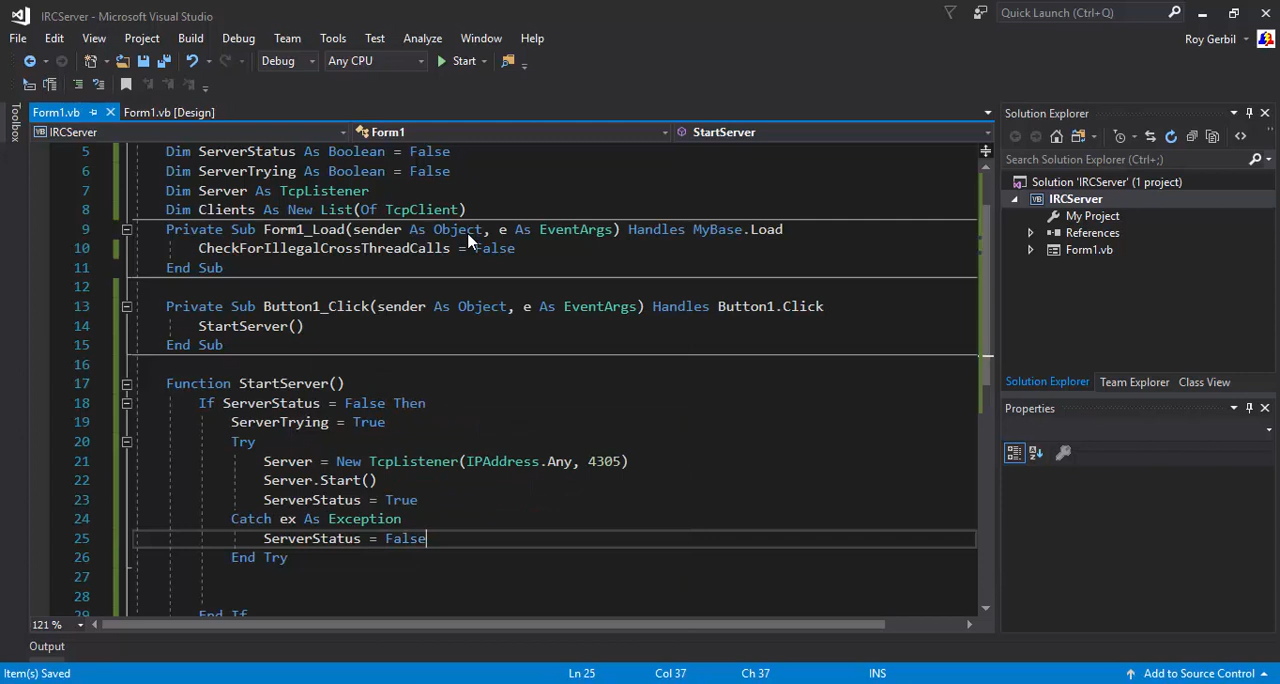 IRCServer - Microsoft Visual Studio
Quick Launch (Ctrl+Q)
File Edit View Project Build Debug Team Tools Test Analyze Window Help
Roy Gerbil
Debug Any CPU Start
Toolbox
Form1.vb Form1.vb [Design]
IRCServer Form1 StartServer
5 Dim ServerStatus As Boolean = False
6 Dim ServerTrying As Boolean = False
7 Dim Server As TcpListener
8 Dim Clients As New List(Of TcpClient)
9 Private Sub Form1_Load(sender As Object, e As EventArgs) Handles MyBase.Load
10 CheckForIllegalCrossThreadCalls = False
11 End Sub
12
13 Private Sub Button1_Click(sender As Object, e As EventArgs) Handles Button1.Click
14 StartServer()
15 End Sub
16
17 Function StartServer()
18 If ServerStatus = False Then
19 ServerTrying = True
20 Try
21 Server = New TcpListener(IPAddress.Any, 4305)
22 Server.Start()
23 ServerStatus = True
24 Catch ex As Exception
25 ServerStatus = False
26 End Try
27
28
29 End If
121 %
Output
Solution Explorer
Search Solution Explorer (Ctrl+;)
Solution 'IRCServer' (1 project)
IRCServer
My Project
References
Form1.vb
Solution Explorer Team Explorer Class View
Properties
Item(s) Saved Ln 25 Col 37 Ch 37 INS Add to Source Control